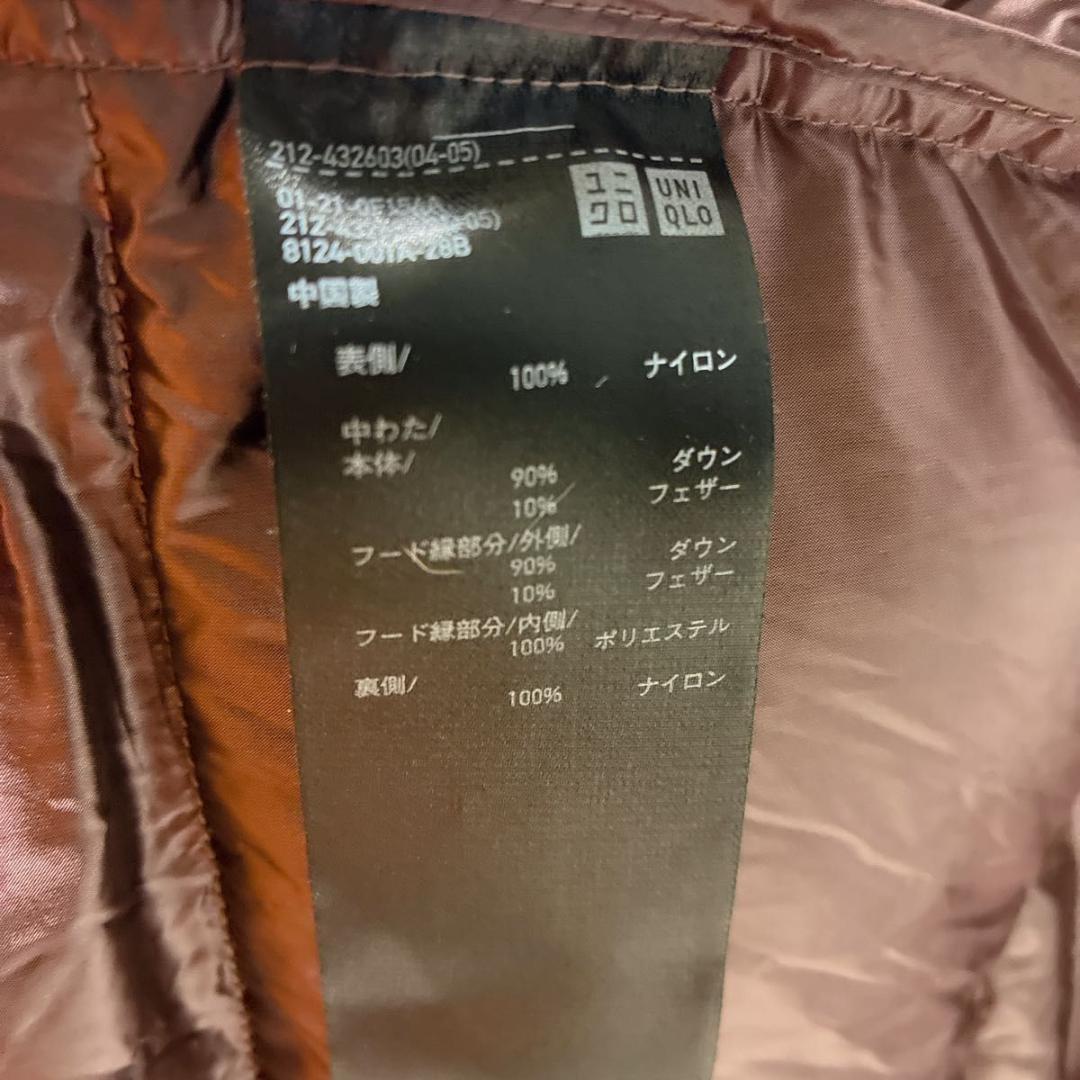 212-432603(04-05)
ユニ
クロ
UNI
QLO
8124-001A-28B
中国製
表側/
100% ナイロン
中わた/
本体/
90% ダウン
10% フェザー
フード縁部分/外側/
90% ダウン
10% フェザー
フード縁部分/内側/
100% ポリエステル
裏側/
100% ナイロン